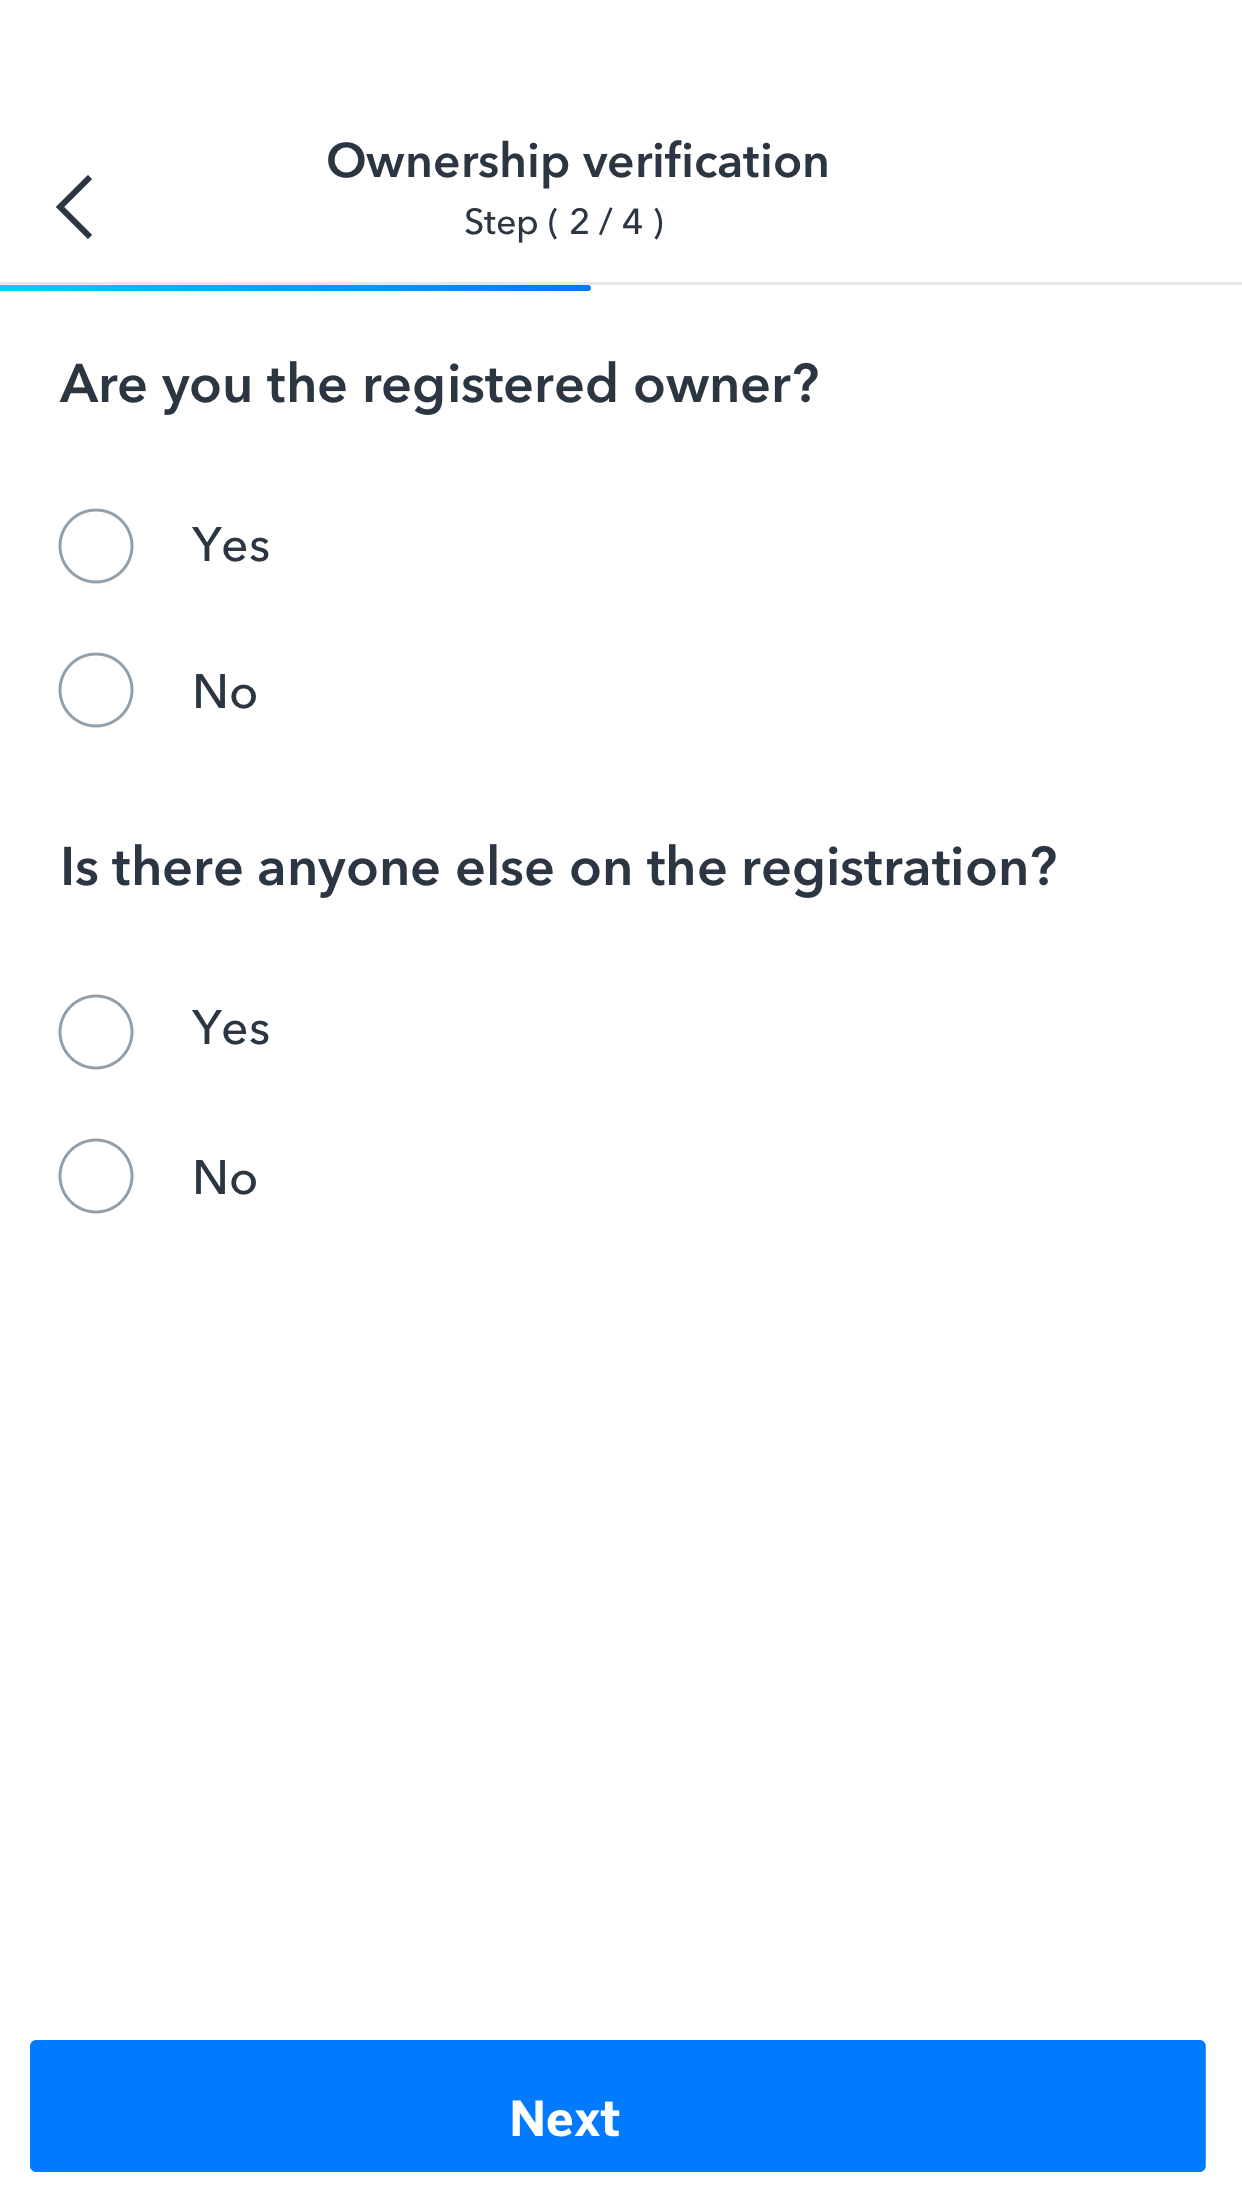 Ownership verification
Step ( 2 / 4 )
Are you the registered owner?
Yes
No
Is there anyone else on the registration?
Yes
No
Next